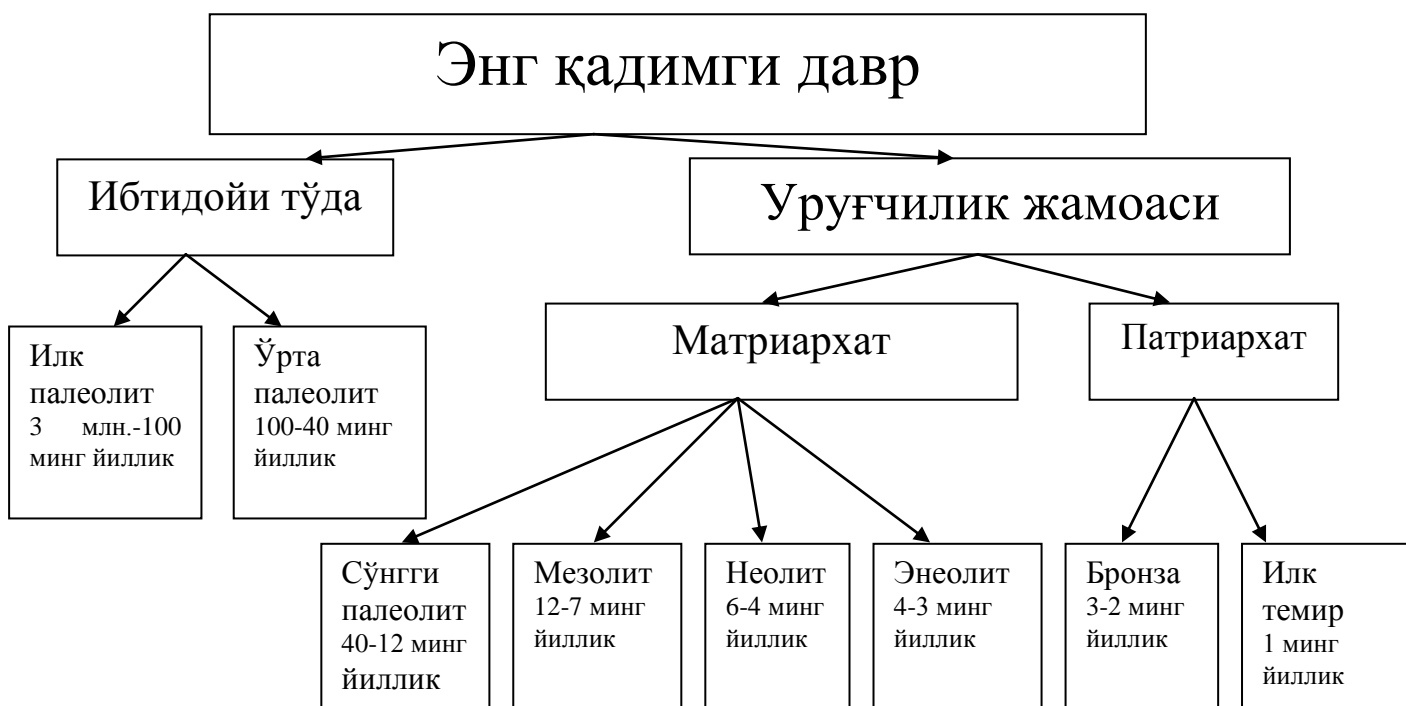 Энг қадимги давр
Ибтидойи тўда
Уруғчилик жамоаси
Матриархат
Патриархат
Илк
палеолит
3 млн.-100
минг йиллик
Ўрта
палеолит
100-40 минг
йиллик
Сўнгги
палеолит
40-12 минг
йиллик
Мезолит
12-7 минг
йиллик
Неолит
6-4 минг
йиллик
Энеолит
4-3 минг
йиллик
Бронза
3-2 минг
йиллик
Илк
темир
1 минг
йиллик